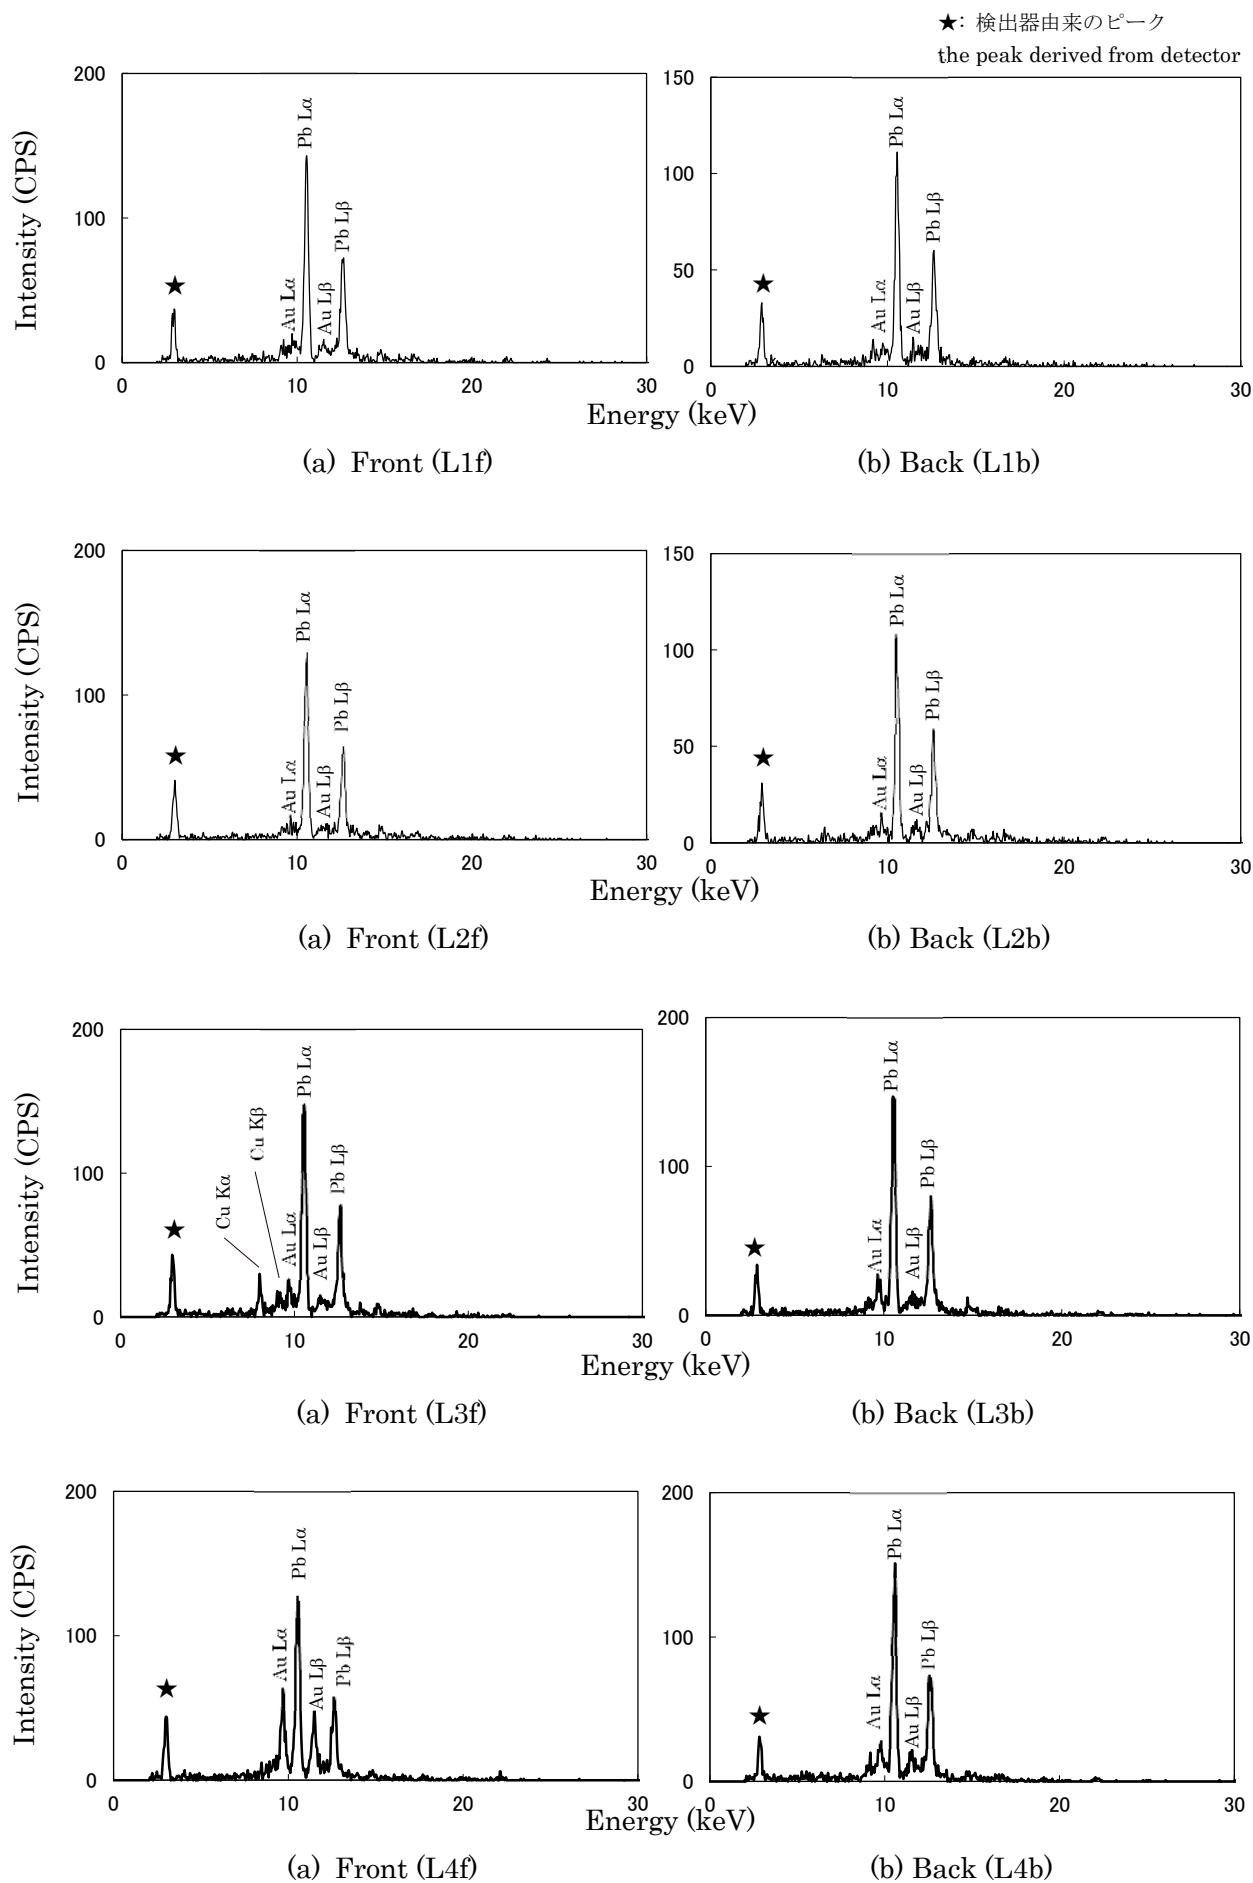 ★: 検出器由来のピーク
the peak derived from detector
Intensity (CPS)
200
100
0
0
10
20
30
★
Au Lα
Pb Lα
Au Lβ
Pb Lβ
150
100
50
0
0
10
20
30
★
Au Lα
Pb Lα
Au Lβ
Pb Lβ
Energy (keV)
(a) Front (L1f)
(b) Back (L1b)
Intensity (CPS)
200
100
0
0
10
20
30
★
Au Lα
Pb Lα
Au Lβ
Pb Lβ
150
100
50
0
0
10
20
30
★
Au Lα
Pb Lα
Au Lβ
Pb Lβ
Energy (keV)
(a) Front (L2f)
(b) Back (L2b)
Intensity (CPS)
200
100
0
0
10
20
30
★
Cu Kα
Cu Kβ
Au Lα
Pb Lα
Au Lβ
Pb Lβ
200
100
0
0
10
20
30
★
Au Lα
Pb Lα
Au Lβ
Pb Lβ
Energy (keV)
(a) Front (L3f)
(b) Back (L3b)
Intensity (CPS)
200
100
0
0
10
20
30
★
Au Lα
Pb Lα
Au Lβ
Pb Lβ
200
100
0
0
10
20
30
★
Au Lα
Pb Lα
Au Lβ
Pb Lβ
Energy (keV)
(a) Front (L4f)
(b) Back (L4b)